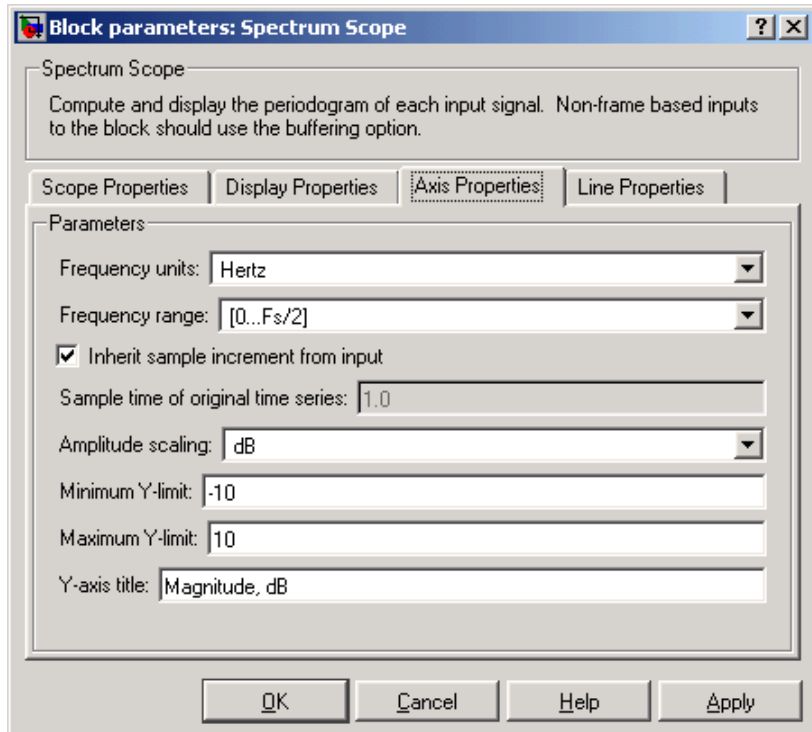 Block parameters: Spectrum Scope
Spectrum Scope
Compute and display the periodogram of each input signal. Non-frame based inputs
to the block should use the buffering option.
Scope Properties Display Properties Axis Properties Line Properties
Parameters
Frequency units: Hertz
Frequency range: [0...Fs/2]
Inherit sample increment from input
Sample time of original time series: 1.0
Amplitude scaling: dB
Minimum Y-limit: -10
Maximum Y-limit: 10
Y-axis title: Magnitude, dB
OK Cancel Help Apply